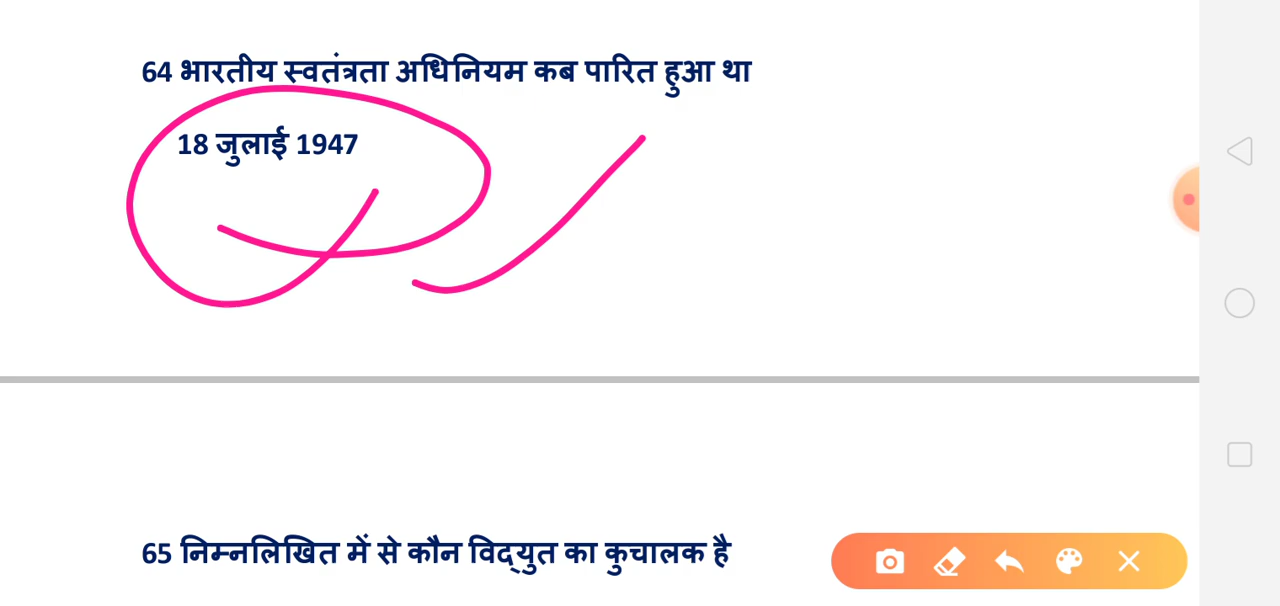 64 भारतीय स्वतंत्रता अधिनियम कब पारित हुआ था
18 जुलाई 1947
65 निम्नलिखित में से कौन विद्युत का कुचालक है